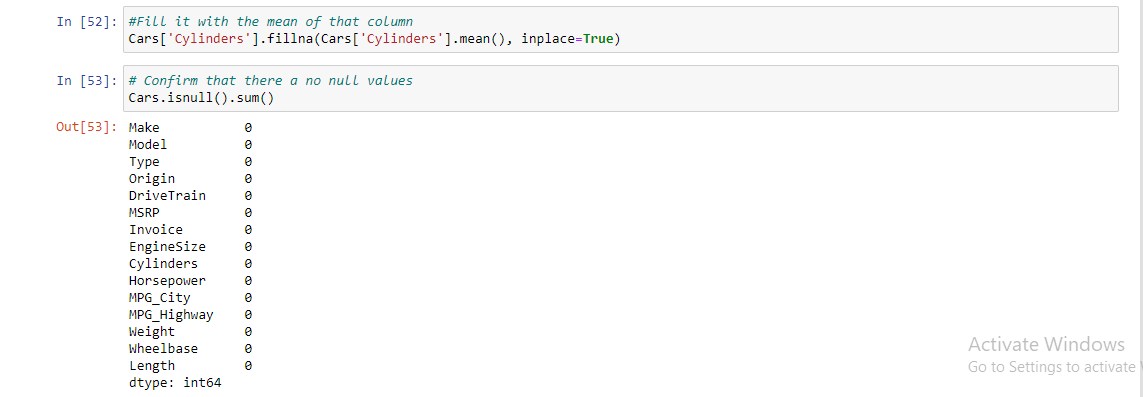 In [52]: #Fill it with the mean of that column
Cars['Cylinders'].fillna(Cars['Cylinders'].mean(), inplace=True)
In [53]: # Confirm that there a no null values
Cars.isnull().sum()
Out[53]: Make 0
Model 0
Type 0
Origin 0
DriveTrain 0
MSRP 0
Invoice 0
EngineSize 0
Cylinders 0
Horsepower 0
MPG_City 0
MPG_Highway 0
Weight 0
Wheelbase 0
Length 0
dtype: int64
Activate Windows
Go to Settings to activate